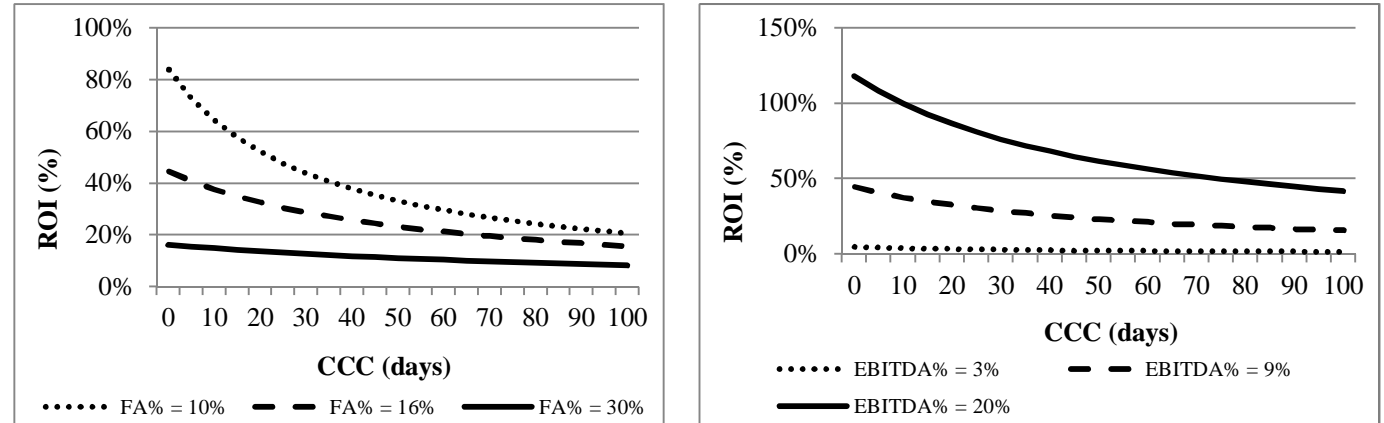 100%
80%
60%
40%
20%
0%
ROI (%)
0 10 20 30 40 50 60 70 80 90 100
CCC (days)
FA% = 10% FA% = 16% FA% = 30%
150%
100%
50%
0%
ROI (%)
0 10 20 30 40 50 60 70 80 90 100
CCC (days)
EBITDA% = 3% EBITDA% = 9%
EBITDA% = 20%